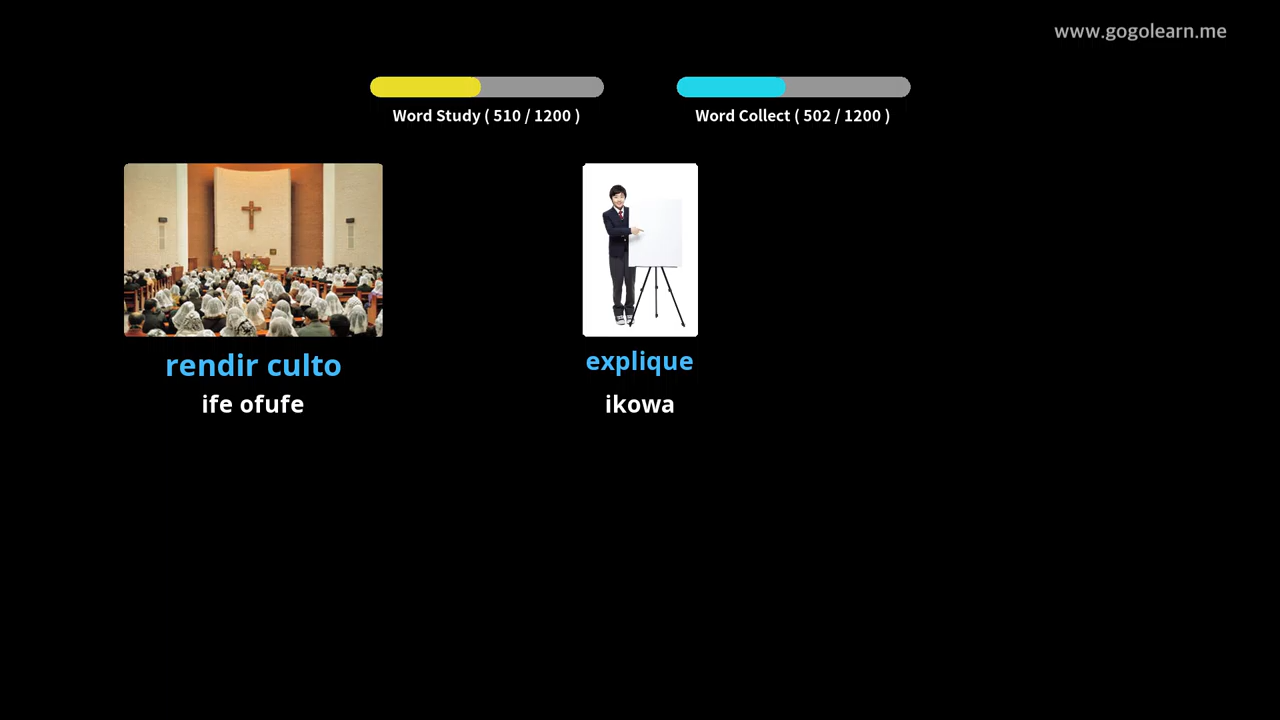 www.gogolearn.me
Word Study ( 510 / 1200 )
Word Collect ( 502 / 1200 )
rendir culto
ife ofufe
explique
ikowa